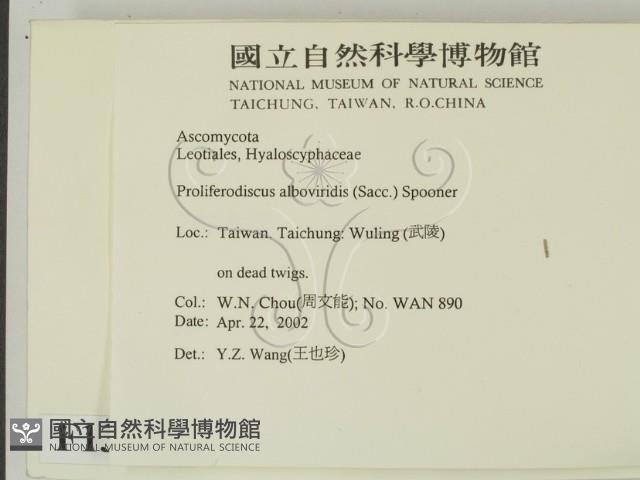 國立自然科學博物館
NATIONAL MUSEUM OF NATURAL SCIENCE
TAICHUNG, TAIWAN, R.O.CHINA
Ascomycota
Leotiales, Hyaloscyphaceae
Proliferodiscus alboviridis (Sacc.) Spooner
Loc.: Taiwan. Taichung: Wuling (武陵)
on dead twigs.
Col.: W.N. Chou(周文能); No. WAN 890
Date: Apr. 22, 2002
Det.: Y.Z. Wang(王也珍)
國立自然科學博物館
NATIONAL MUSEUM OF NATURAL SCIENCE